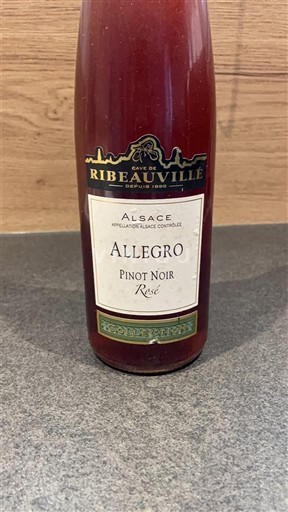 CAVE DE
RIBEAUVILLÉ
DEPUIS 1895
ALSACE
APPELLATION ALSACE CONTRÔLÉE
ALLEGRO
PINOT NOIR
Rosé